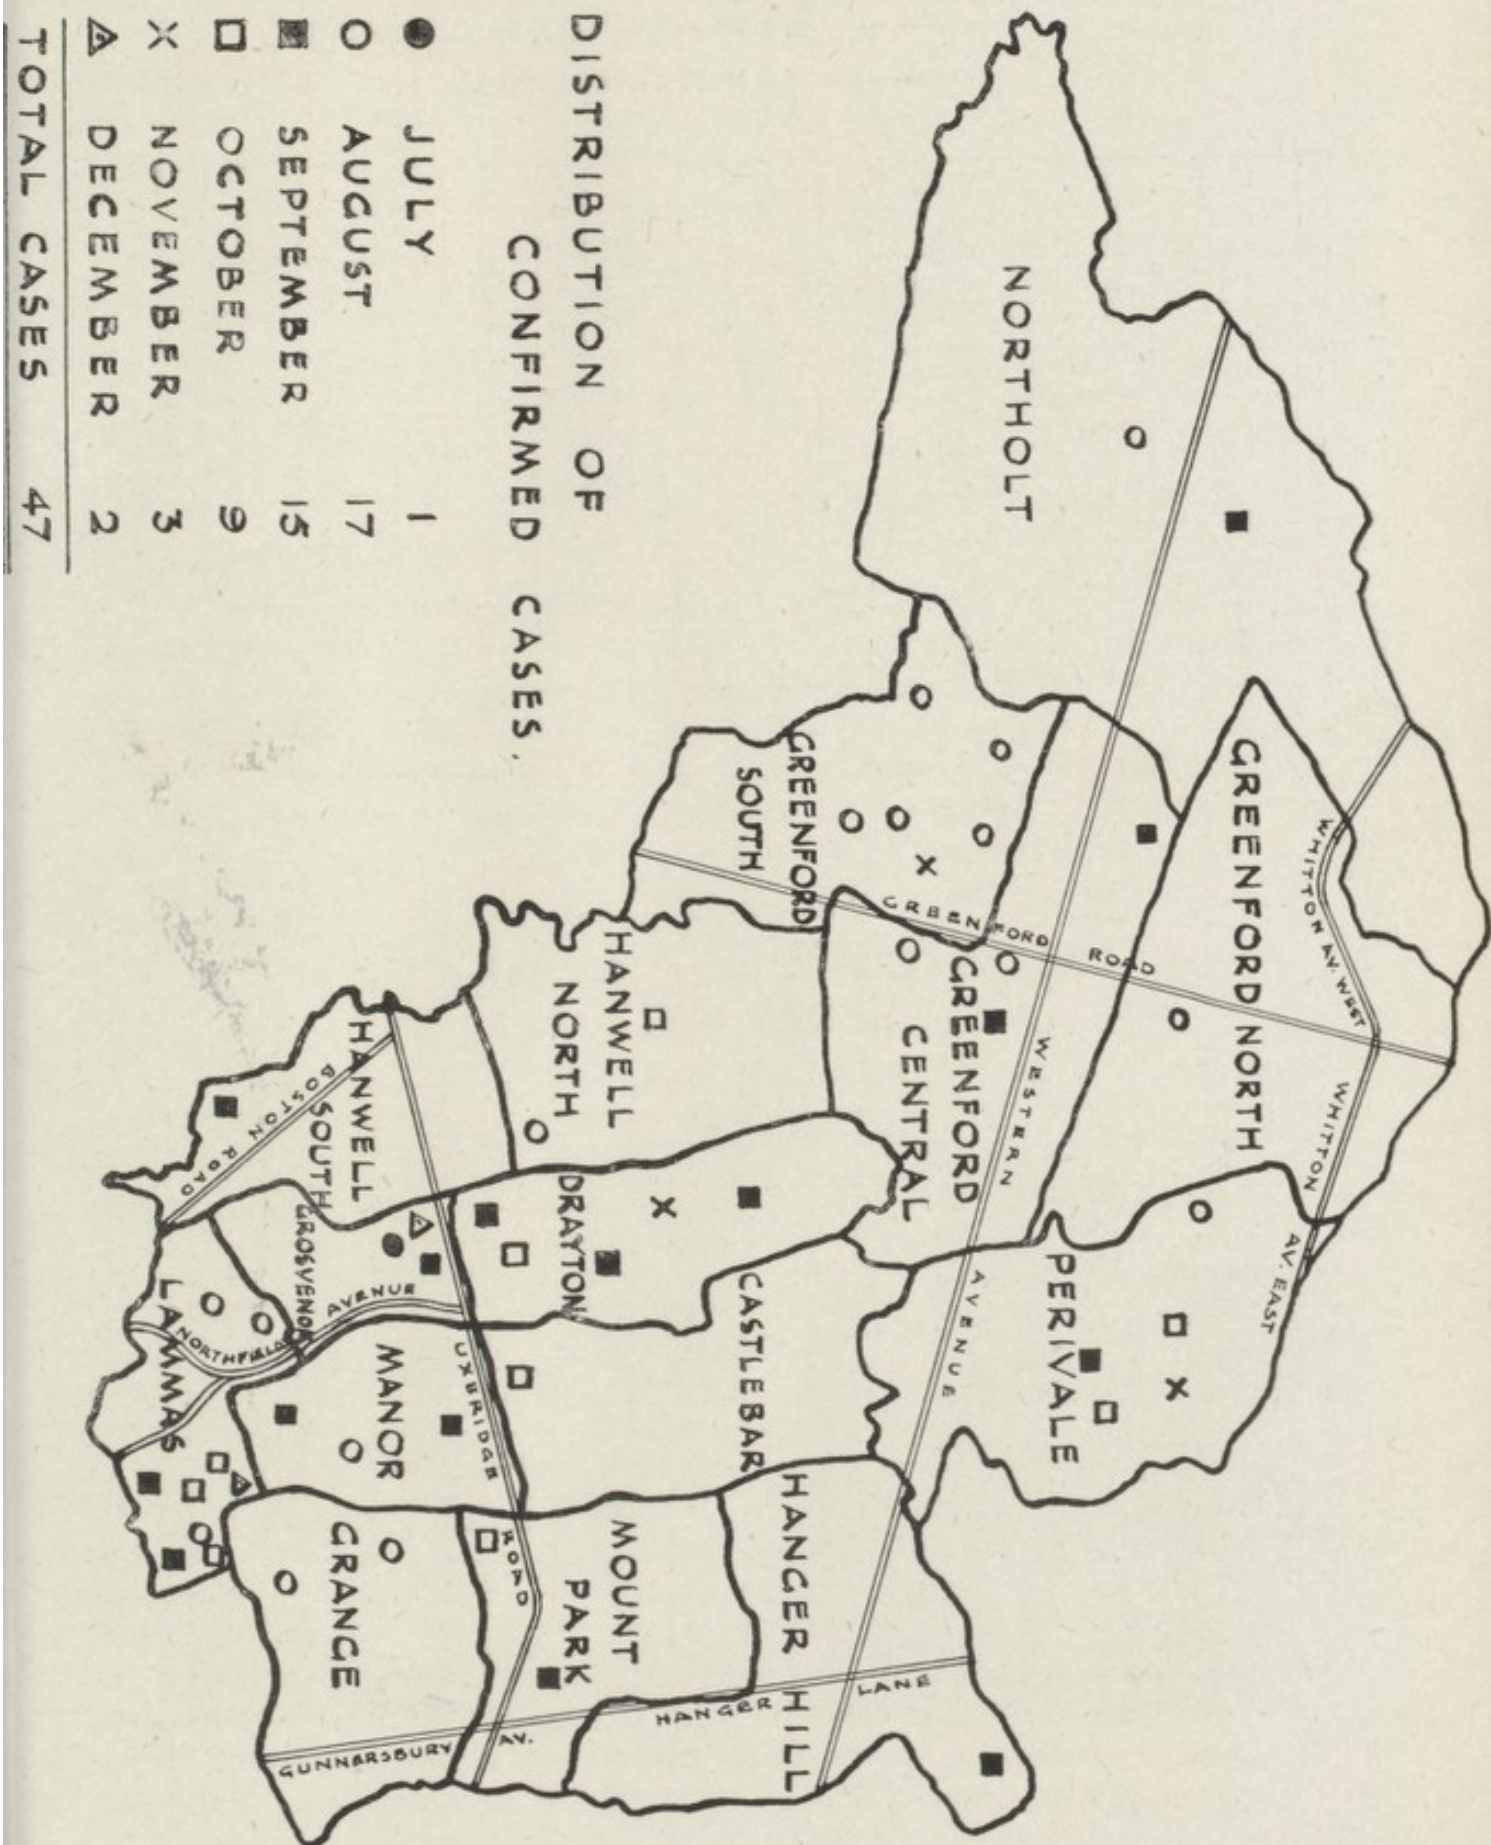 DISTRIBUTION OF
CONFIRMED CASES.
JULY 1
AUGUST 17
SEPTEMBER 15
OCTOBER 9
NOVEMBER 3
DECEMBER 2
TOTAL CASES 47
NORTHOLT
GREENFORD NORTH
WHITTON AV. WEST
WHITTON AV. EAST
GREENFORD
SOUTH
GREENFORD ROAD
GREENFORD
CENTRAL
WESTERN AVENUE
PERIVALE
HANWELL
NORTH
HANWELL
SOUTH
BOSTON ROAD
DRAYTON
CASTLEBAR
GROSVENOR
LAMMAS
NORTHFIELD AVENUE
MANOR
UXBRIDGE ROAD
GRANGE
MOUNT
PARK
HANGER HILL
HANGER LANE
GUNNERSBURY AV.